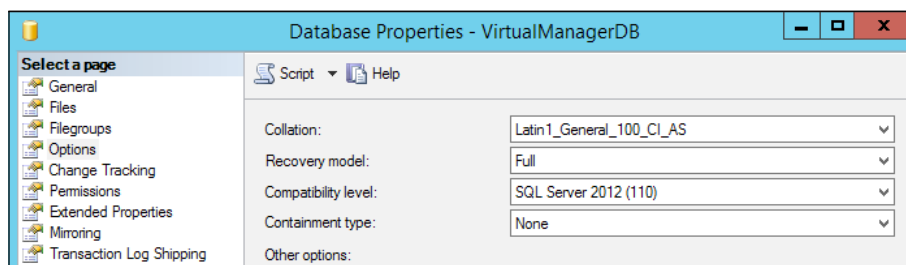 Database Properties - VirtualManagerDB
Select a page
General
Files
Filegroups
Options
Change Tracking
Permissions
Extended Properties
Mirroring
Transaction Log Shipping
Script Help
Collation: Latin1_General_100_CI_AS
Recovery model: Full
Compatibility level: SQL Server 2012 (110)
Containment type: None
Other options: